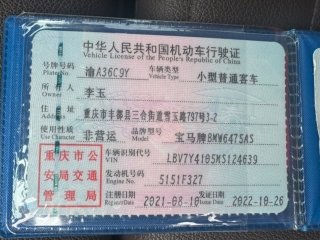 中华人民共和国机动车行驶证
Vehicle License of the People's Republic of China
号牌号码 渝A36C9Y 车辆类型 小型普通客车
Plate No. Vehicle Type
所有人 李玉
Owner
住址 重庆市丰都县三合街道雪玉路797号3-2
使用性质 非营运 品牌型号 宝马牌BMW6475AS
重庆市公安局交通管理局
车辆识别代号 LBV7Y4105MS124639
VIN
发动机号码 5151F327
Engine No.
注册日期 2021-08-10 发证日期 2022-10-26
Register Date Issue Date